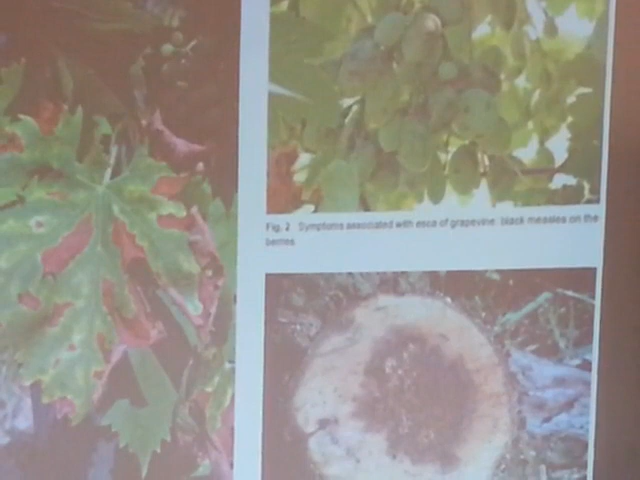 Fig. 2 Symptoms associated with esca of grapevine: black measles on the
berries